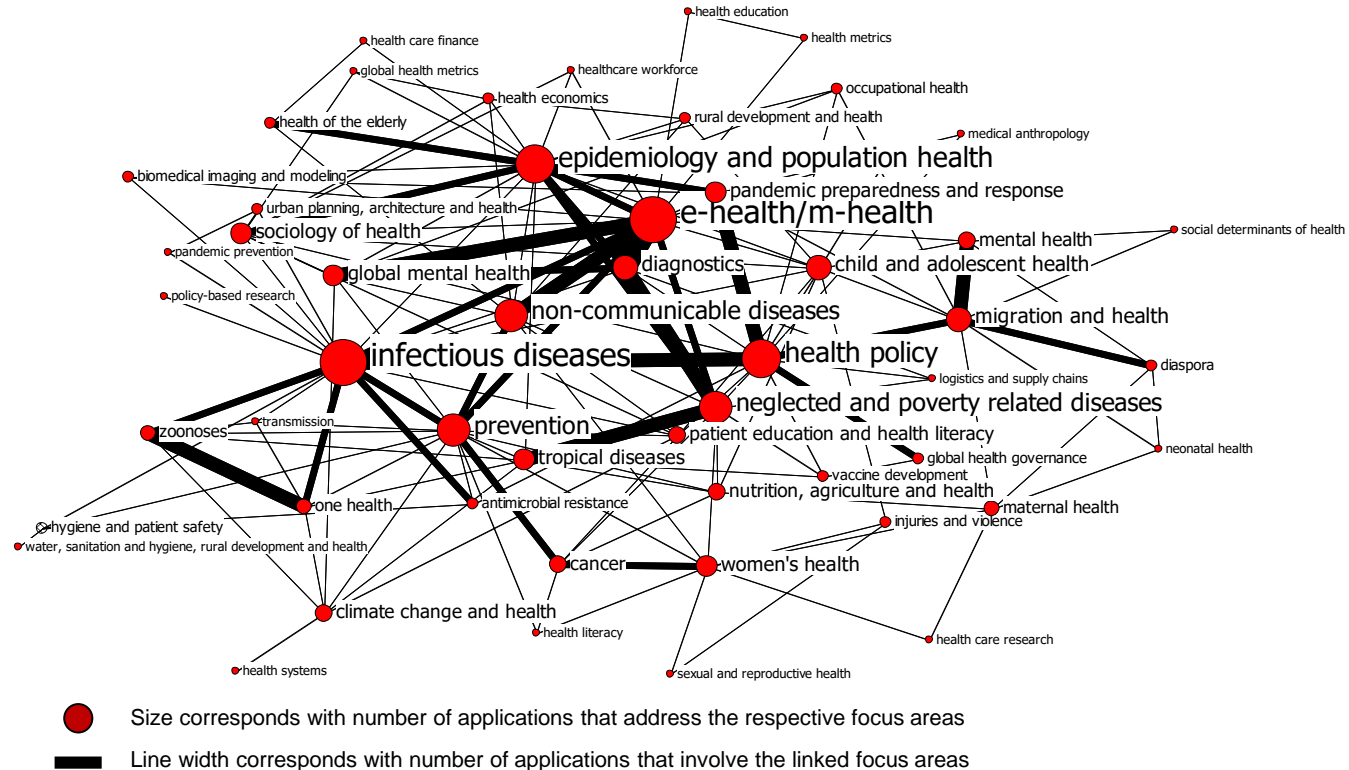 health education
health metrics
health care finance
global health metrics
healthcare workforce
occupational health
health economics
rural development and health
health of the elderly
medical anthropology
epidemiology and population health
biomedical imaging and modeling
pandemic preparedness and response
urban planning, architecture and health
e-health/m-health
sociology of health
social determinants of health
mental health
pandemic prevention
diagnostics
child and adolescent health
global mental health
policy-based research
non-communicable diseases
migration and health
infectious diseases
health policy
diaspora
logistics and supply chains
neglected and poverty related diseases
transmission
prevention
zoonoses
patient education and health literacy
neonatal health
tropical diseases
global health governance
vaccine development
nutrition, agriculture and health
one health
antimicrobial resistance
maternal health
injuries and violence
hygiene and patient safety
water, sanitation and hygiene, rural development and health
cancer
women's health
climate change and health
health literacy
health care research
health systems
sexual and reproductive health
Size corresponds with number of applications that address the respective focus areas
Line width corresponds with number of applications that involve the linked focus areas